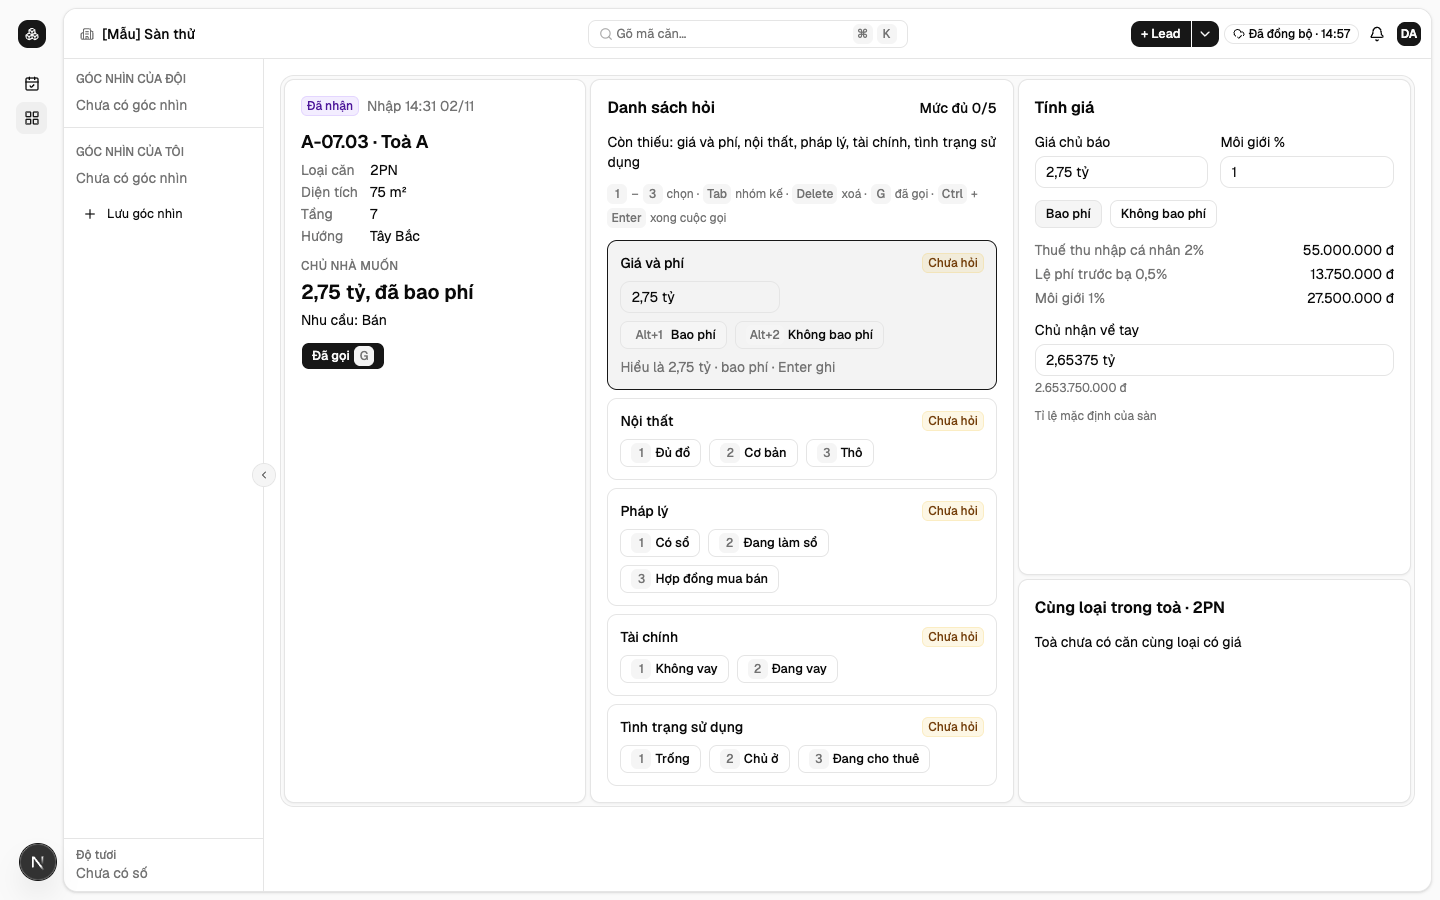 [Mẫu] Sàn thử
Gõ mã căn...
⌘ K
+ Lead
Đã đồng bộ · 14:57
DA
GÓC NHÌN CỦA ĐỘI
Chưa có góc nhìn
GÓC NHÌN CỦA TÔI
Chưa có góc nhìn
+ Lưu góc nhìn
Độ tươi
Chưa có số
N
Đã nhận Nhập 14:31 02/11
A-07.03 · Toà A
Loại căn 2PN
Diện tích 75 m²
Tầng 7
Hướng Tây Bắc
CHỦ NHÀ MUỐN
2,75 tỷ, đã bao phí
Nhu cầu: Bán
Đã gọi G
Danh sách hỏi Mức đủ 0/5
Còn thiếu: giá và phí, nội thất, pháp lý, tài chính, tình trạng sử
dụng
1 – 3 chọn · Tab nhóm kế · Delete xoá · G đã gọi · Ctrl +
Enter xong cuộc gọi
Giá và phí Chưa hỏi
2,75 tỷ
Alt+1 Bao phí Alt+2 Không bao phí
Hiểu là 2,75 tỷ · bao phí · Enter ghi
Nội thất Chưa hỏi
1 Đủ đồ 2 Cơ bản 3 Thô
Pháp lý Chưa hỏi
1 Có sổ 2 Đang làm sổ
3 Hợp đồng mua bán
Tài chính Chưa hỏi
1 Không vay 2 Đang vay
Tình trạng sử dụng Chưa hỏi
1 Trống 2 Chủ ở 3 Đang cho thuê
Tính giá
Giá chủ báo Môi giới %
2,75 tỷ 1
Bao phí Không bao phí
Thuế thu nhập cá nhân 2% 55.000.000 đ
Lệ phí trước bạ 0,5% 13.750.000 đ
Môi giới 1% 27.500.000 đ
Chủ nhận về tay
2,65375 tỷ
2.653.750.000 đ
Tỉ lệ mặc định của sàn
Cùng loại trong toà · 2PN
Toà chưa có căn cùng loại có giá